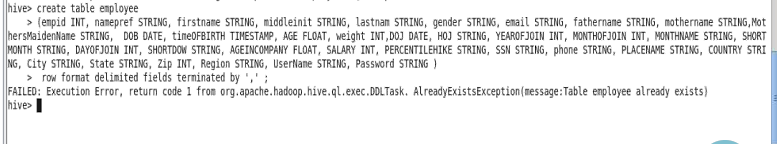 hive> create table employee
> (empid INT, namepref STRING, firstname STRING, middleinit STRING, lastnam STRING, gender STRING, email STRING, fathername STRING, mothername STRING,Mot
hersMaidenName STRING,  DOB DATE, timeOFBIRTH TIMESTAMP, AGE FLOAT, weight INT,DOJ DATE, HOJ STRING, YEAROFJOIN INT, MONTHOFJOIN INT, MONTHNAME STRING, SHORT
MONTH STRING, DAYOFJOIN INT, SHORTDOW STRING, AGEINCOMPANY FLOAT, SALARY INT, PERCENTILEHIKE STRING, SSN STRING, phone STRING, PLACENAME STRING, COUNTRY STRI
NG, City STRING, State STRING, Zip INT, Region STRING, UserName STRING, Password STRING )
>  row format delimited fields terminated by ',' ;
FAILED: Execution Error, return code 1 from org.apache.hadoop.hive.ql.exec.DDLTask. AlreadyExistsException(message:Table employee already exists)
hive>